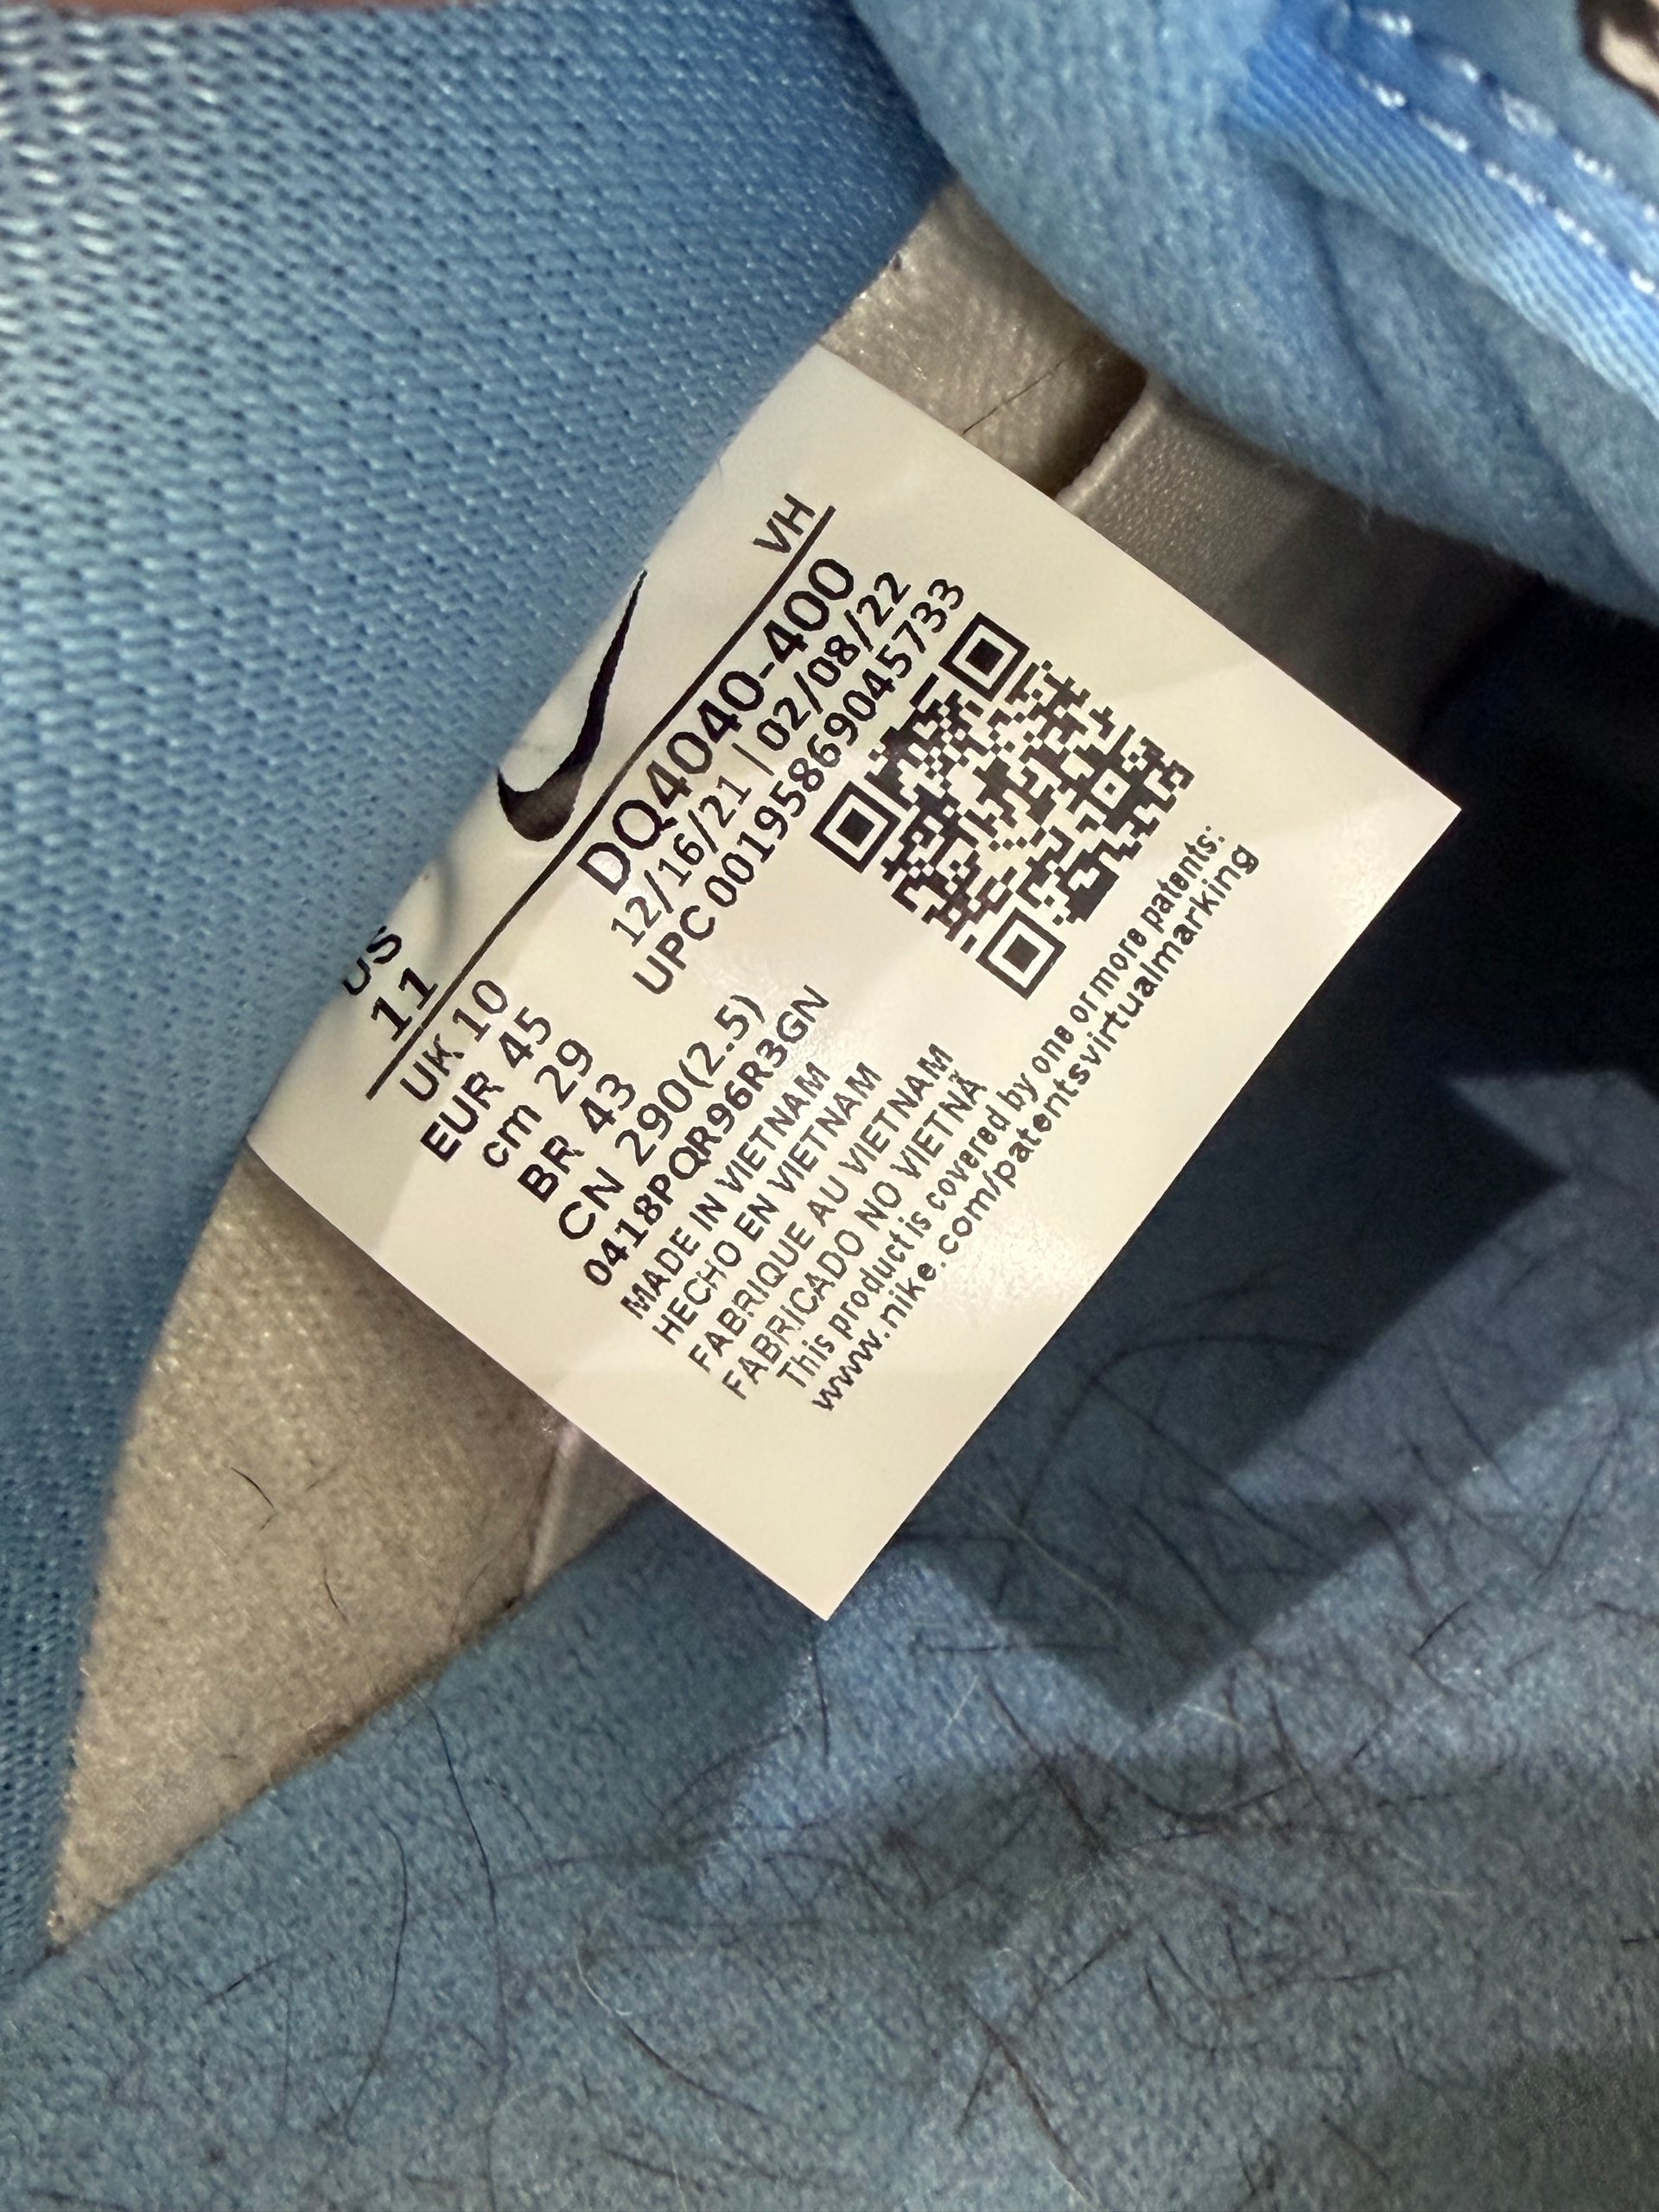 US
11
VH
UK 10
EUR 45
cm 29
BR 43
CN 290(2.5)
0418PQR96R3GN
DQ4040-400
12/16/21 | 02/08/22
UPC 00195869045733
MADE IN VIETNAM
HECHO EN VIETNAM
FABRIQUE AU VIETNAM
FABRICADO NO VIETNÃ
This product is covered by one or more patents:
www.nike.com/patentsvirtualmarking